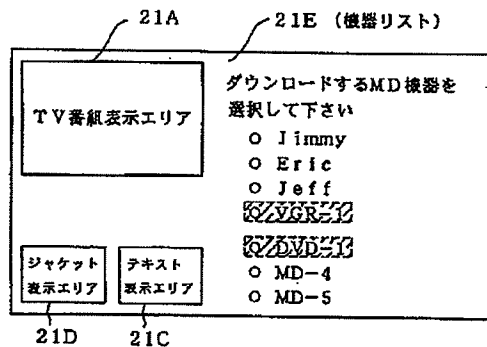 21A
21E (機器リスト)
TV番組表示エリア
ダウンロードするMD機器を
選択して下さい
○ Jimmy
○ Eric
○ Jeff
○ VGR-1
○ DVD-1
○ MD-4
○ MD-5
ジャケット
表示エリア
テキスト
表示エリア
21D
21C